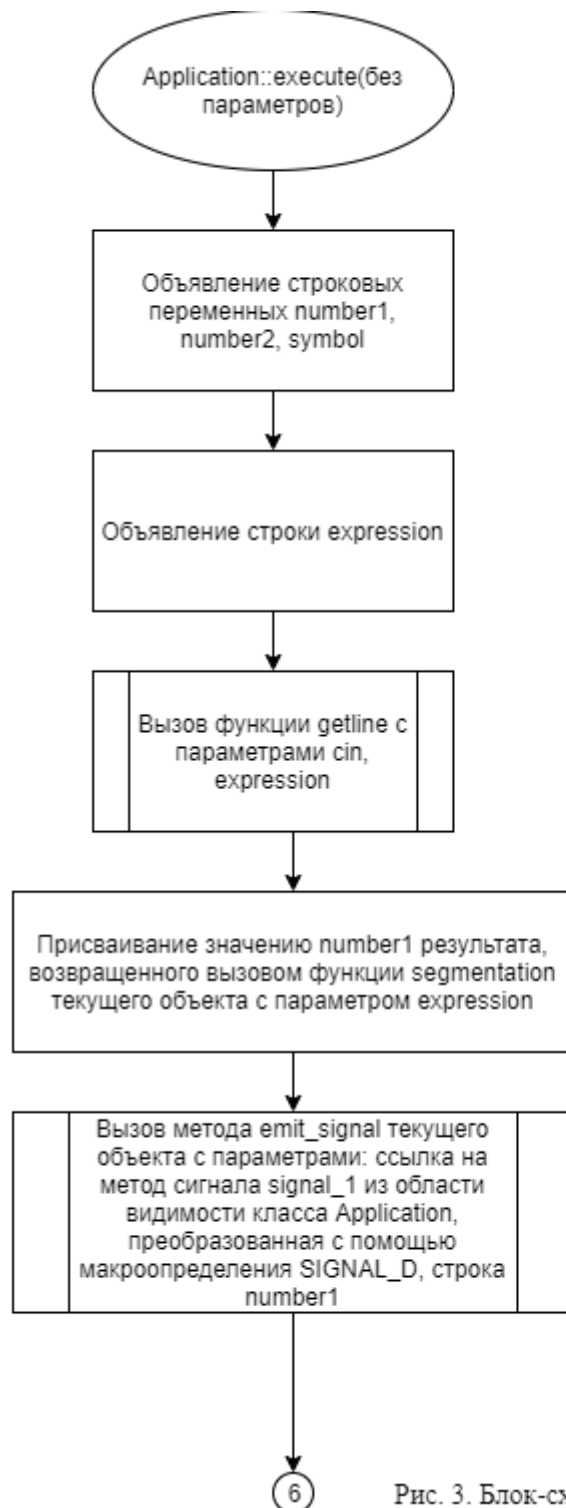 Application::execute(без
параметров)
Объявление строковых
переменных number1,
number2, symbol
Объявление строки expression
Вызов функции getline с
параметрами cin,
expression
Присваивание значению number1 результата,
возвращенного вызовом функции segmentation
текущего объекта с параметром expression
Вызов метода emit_signal текущего
объекта с параметрами: ссылка на
метод сигнала signal_1 из области
видимости класса Application,
преобразованная с помощью
макроопределения SIGNAL_D, строка
number1
6
Рис. 3. Блок-сх